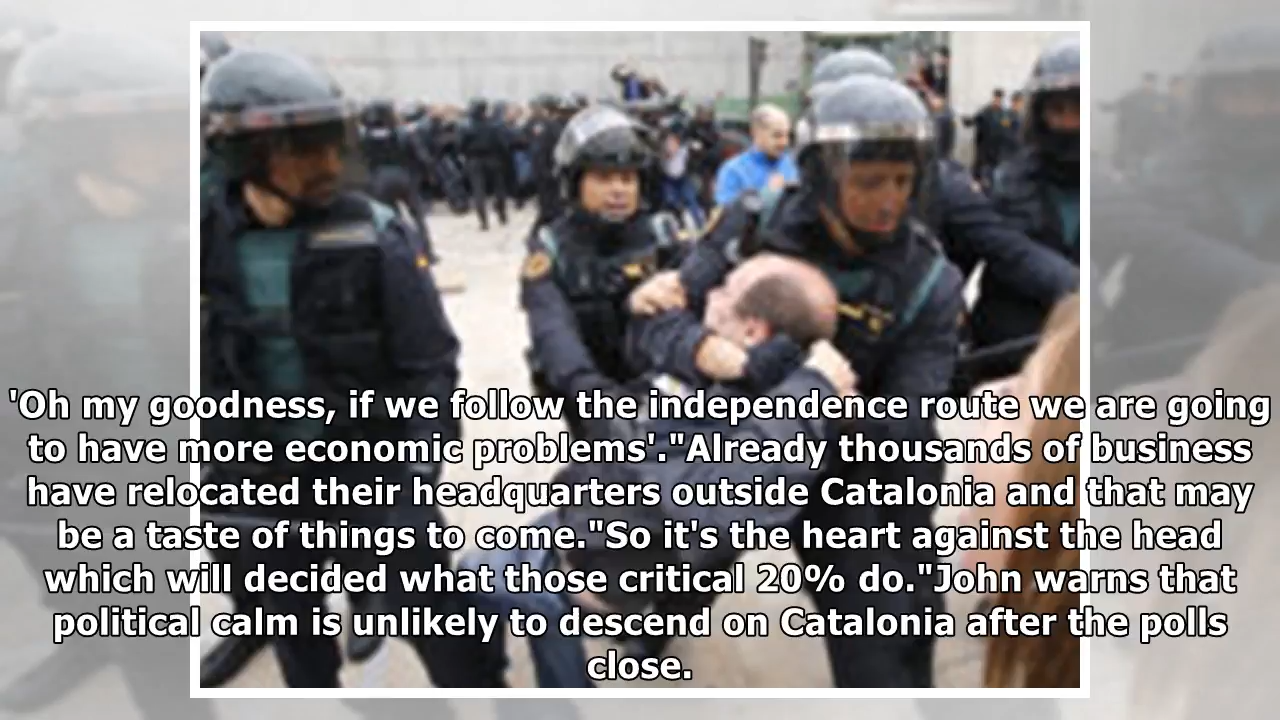 'Oh my goodness, if we follow the independence route we are going
to have more economic problems'."Already thousands of business
have relocated their headquarters outside Catalonia and that may
be a taste of things to come."So it's the heart against the head
which will decided what those critical 20% do."John warns that
political calm is unlikely to descend on Catalonia after the polls
close.